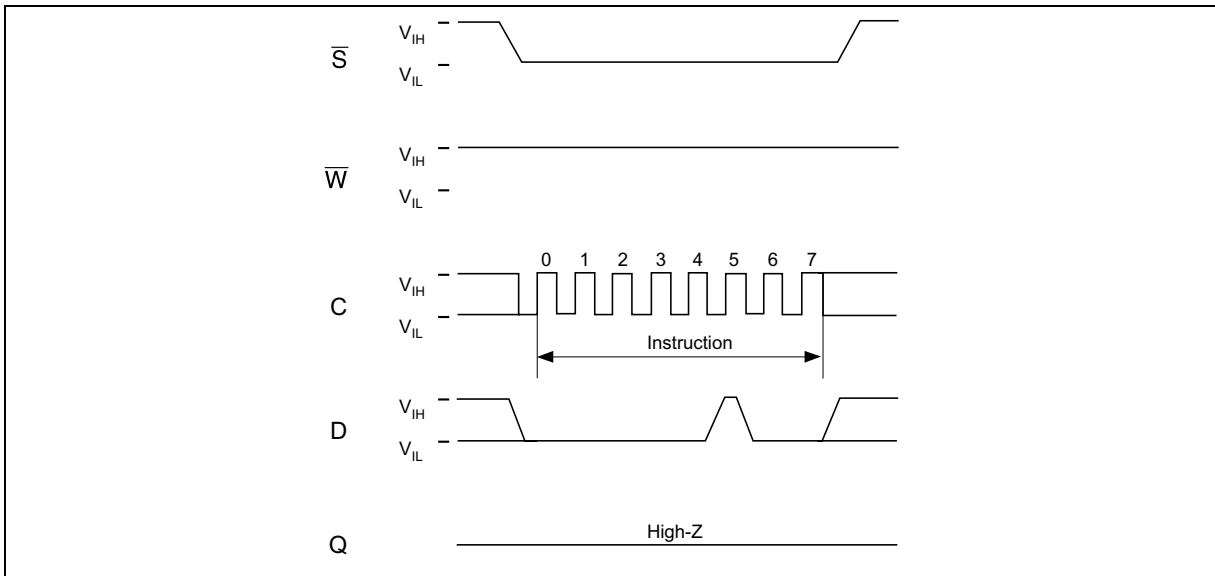 V_IH
S̅
V_IL
V_IH
W̅
V_IL
0 1 2 3 4 5 6 7
V_IH
C
V_IL
Instruction
V_IH
D
V_IL
High-Z
Q